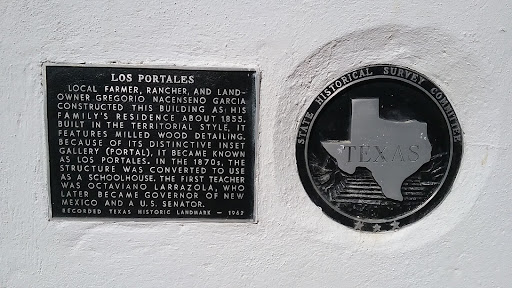 LOS PORTALES
LOCAL FARMER, RANCHER, AND LAND-
OWNER GREGORIO NACENSENO GARCIA
CONSTRUCTED THIS BUILDING AS HIS
FAMILY'S RESIDENCE ABOUT 1855.
BUILT IN THE TERRITORIAL STYLE, IT
FEATURES MILLED WOOD DETAILING.
BECAUSE OF ITS DISTINCTIVE INSET
GALLERY (PORTAL), IT BECAME KNOWN
AS LOS PORTALES. IN THE 1870s, THE
STRUCTURE WAS CONVERTED TO USE
AS A SCHOOLHOUSE. THE FIRST TEACHER
WAS OCTAVIANO LARRAZOLA, WHO
LATER BECAME GOVERNOR OF NEW
MEXICO AND A U.S. SENATOR.
RECORDED TEXAS HISTORIC LANDMARK — 1962
STATE HISTORICAL SURVEY COMMITTEE
TEXAS